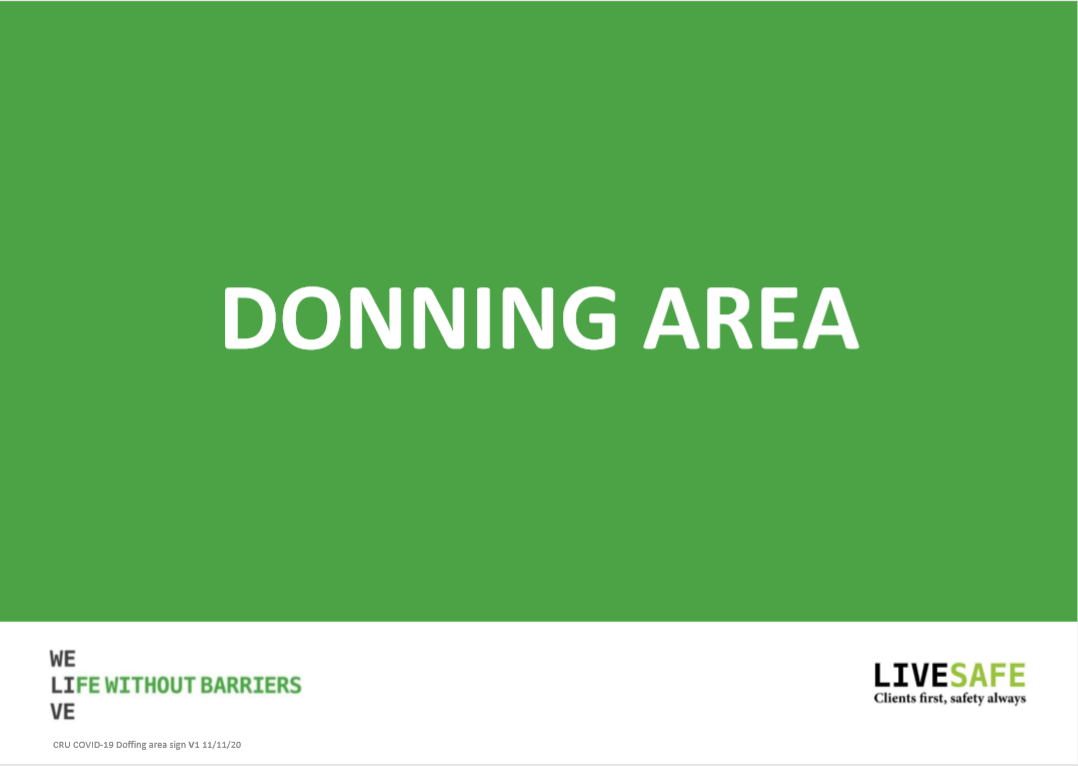 DONNING AREA
WE
LIFE WITHOUT BARRIERS
VE
LIVESAFE
Clients first, safety always
CRU COVID-19 Doffing area sign V1 11/11/20